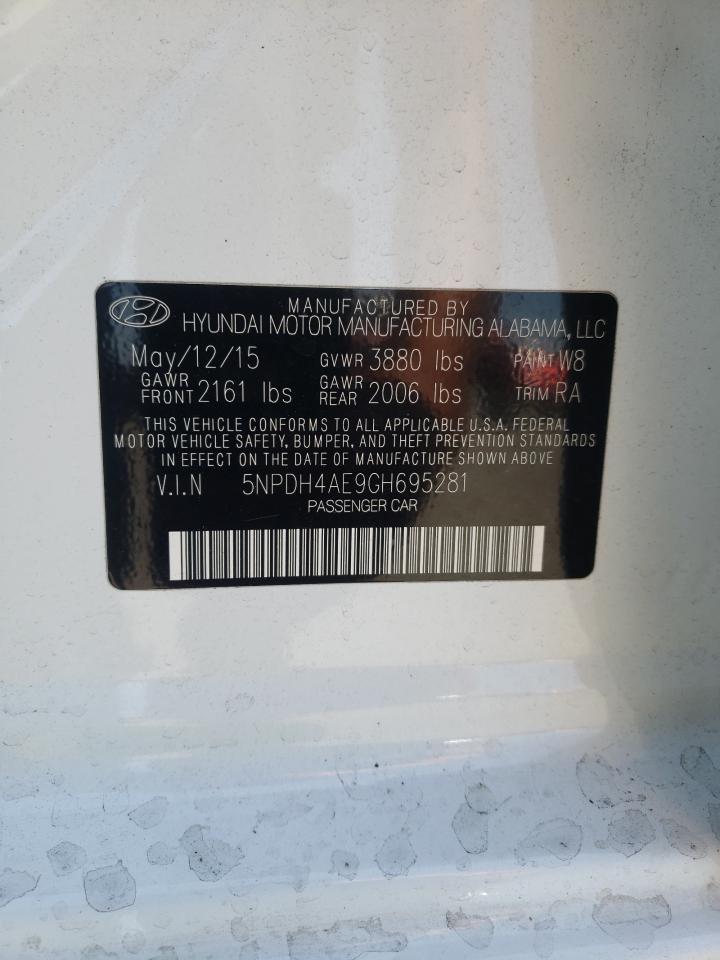 MANUFACTURED BY
HYUNDAI MOTOR MANUFACTURING ALABAMA, LLC
May/12/15 GVWR 3880 lbs PAINT W8
GAWR FRONT 2161 lbs GAWR REAR 2006 lbs TRIM RA
THIS VEHICLE CONFORMS TO ALL APPLICABLE U.S.A. FEDERAL
MOTOR VEHICLE SAFETY, BUMPER, AND THEFT PREVENTION STANDARDS
IN EFFECT ON THE DATE OF MANUFACTURE SHOWN ABOVE
V.I.N 5NPDH4AE9GH695281
PASSENGER CAR